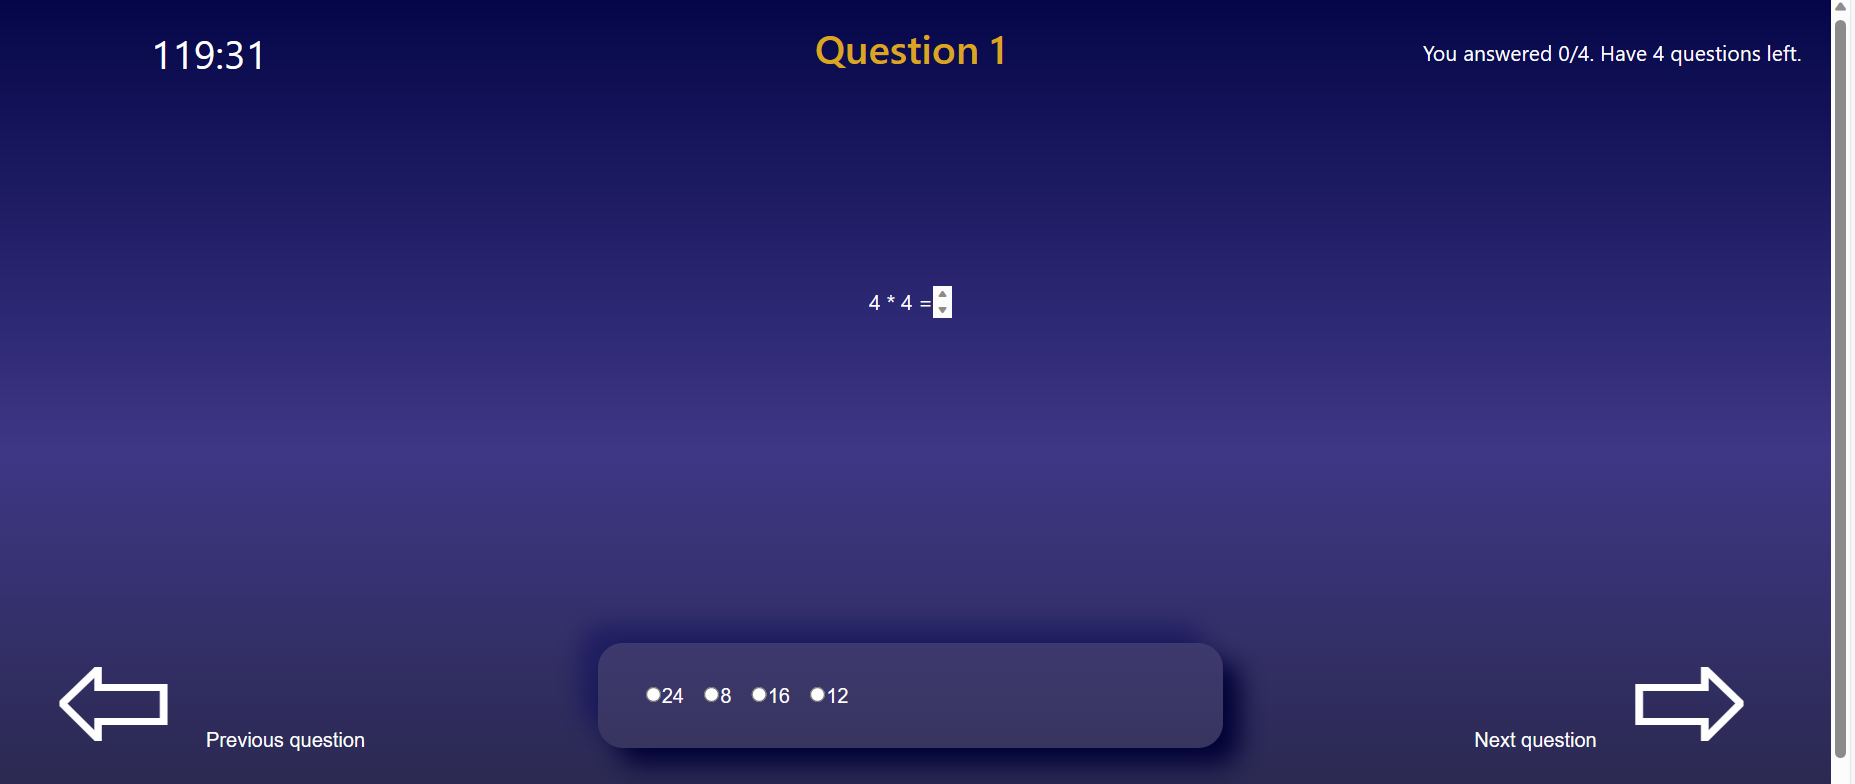 119:31
Question 1
You answered 0/4. Have 4 questions left.
4 * 4 =
24 8 16 12
Previous question
Next question